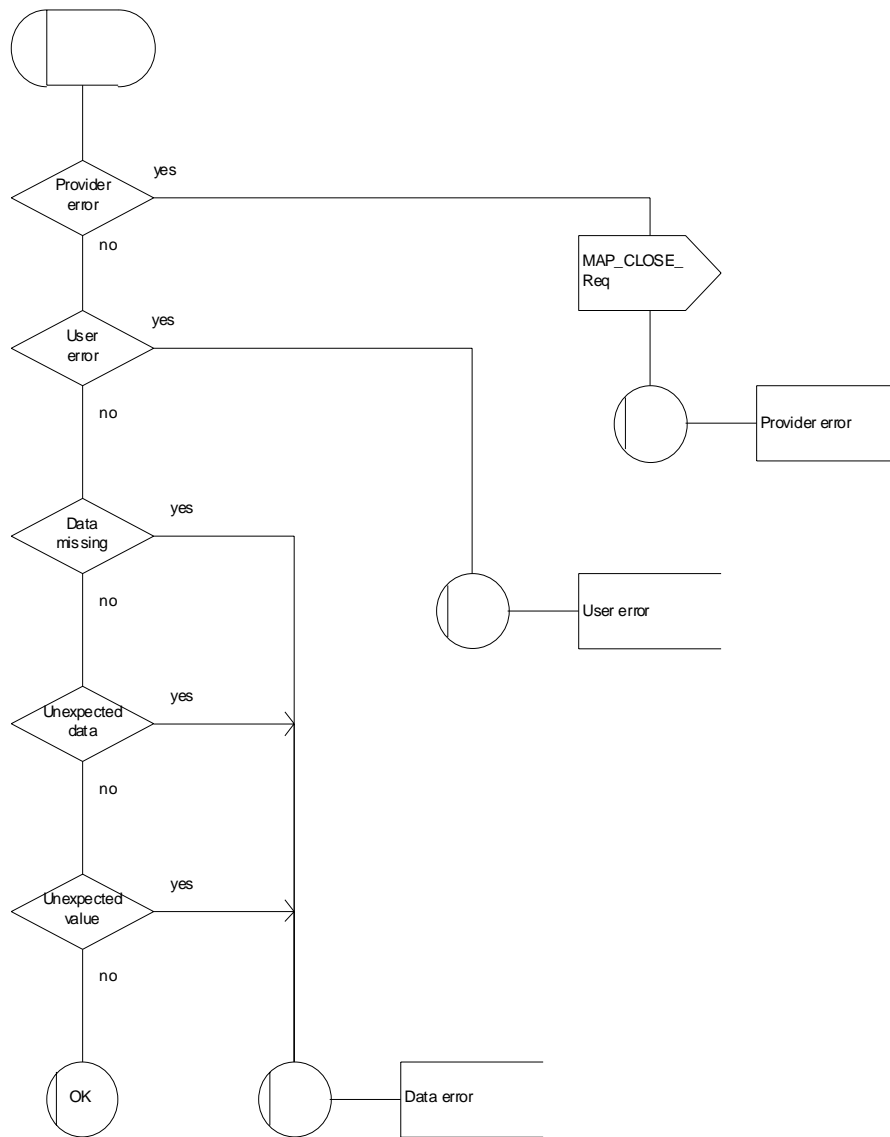 yes
Provider
error
no
MAP_CLOSE_
Req
yes
User
error
no
Provider error
yes
Data
missing
no
User error
yes
Unexpected
data
no
yes
Unexpected
value
no
OK
Data error